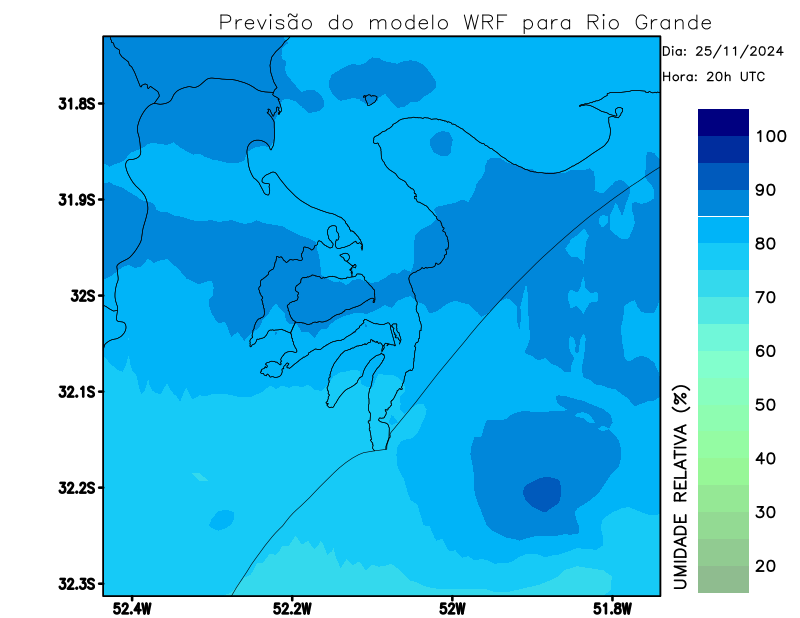 Previsão do modelo WRF para Rio Grande
Dia: 25/11/2024
Hora: 20h UTC
31.8S
31.9S
32S
32.1S
32.2S
32.3S
52.4W
52.2W
52W
51.8W
100
90
80
70
60
50
40
30
20
UMIDADE RELATIVA (%)